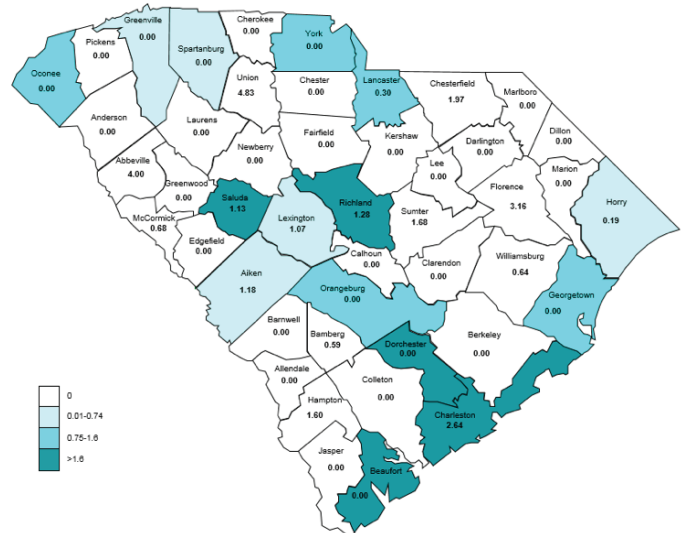 Cherokee
0.00
Greenville
0.00
Pickens
0.00
Spartanburg
0.00
York
0.00
Oconee
0.00
Union
4.83
Chester
0.00
Lancaster
0.30
Chesterfield
1.97
Marlboro
0.00
Anderson
0.00
Laurens
0.00
Fairfield
0.00
Kershaw
0.00
Darlington
0.00
Dillon
0.00
Newberry
0.00
Abbeville
4.00
Greenwood
0.00
Lee
0.00
Florence
3.16
Marion
0.00
Saluda
1.13
Richland
1.28
Horry
0.19
McCormick
0.68
Lexington
1.07
Sumter
1.68
Edgefield
0.00
Calhoun
0.00
Clarendon
0.00
Williamsburg
0.64
Aiken
1.18
Orangeburg
0.00
Georgetown
0.00
Barnwell
0.00
Bamberg
0.59
Dorchester
0.00
Berkeley
0.00
Allendale
0.00
Colleton
0.00
Hampton
1.60
Charleston
2.64
Jasper
0.00
Beaufort
0.00
0
0.01-0.74
0.75-1.6
>1.6